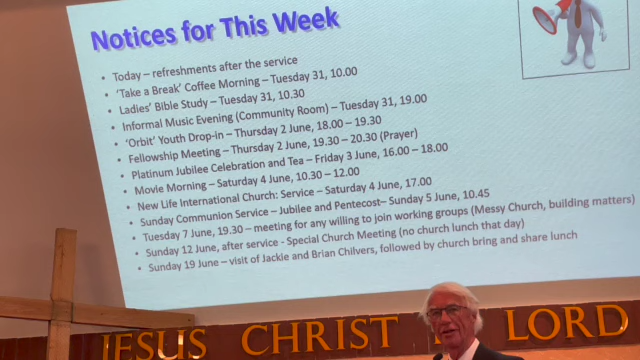 Notices for This Week
• Today – refreshments after the service
• 'Take a Break' Coffee Morning – Tuesday 31, 10.00
• Ladies' Bible Study – Tuesday 31, 10.30
• Informal Music Evening (Community Room) – Tuesday 31, 19.00
• 'Orbit' Youth Drop-in – Thursday 2 June, 18.00 – 19.30
• Fellowship Meeting – Thursday 2 June, 19.30 - 20.30 (Prayer)
• Platinum Jubilee Celebration and Tea – Friday 3 June, 16.00 - 18.00
• Movie Morning – Saturday 4 June, 10.30 – 12.00
• New Life International Church: Service – Saturday 4 June, 17.00
• Sunday Communion Service – Jubilee and Pentecost– Sunday 5 June, 10.45
• Tuesday 7 June, 19.30 – meeting for any willing to join working groups (Messy Church, building matters)
• Sunday 12 June, after service - Special Church Meeting (no church lunch that day)
• Sunday 19 June – visit of Jackie and Brian Chilvers, followed by church bring and share lunch
JESUS CHRIST LORD